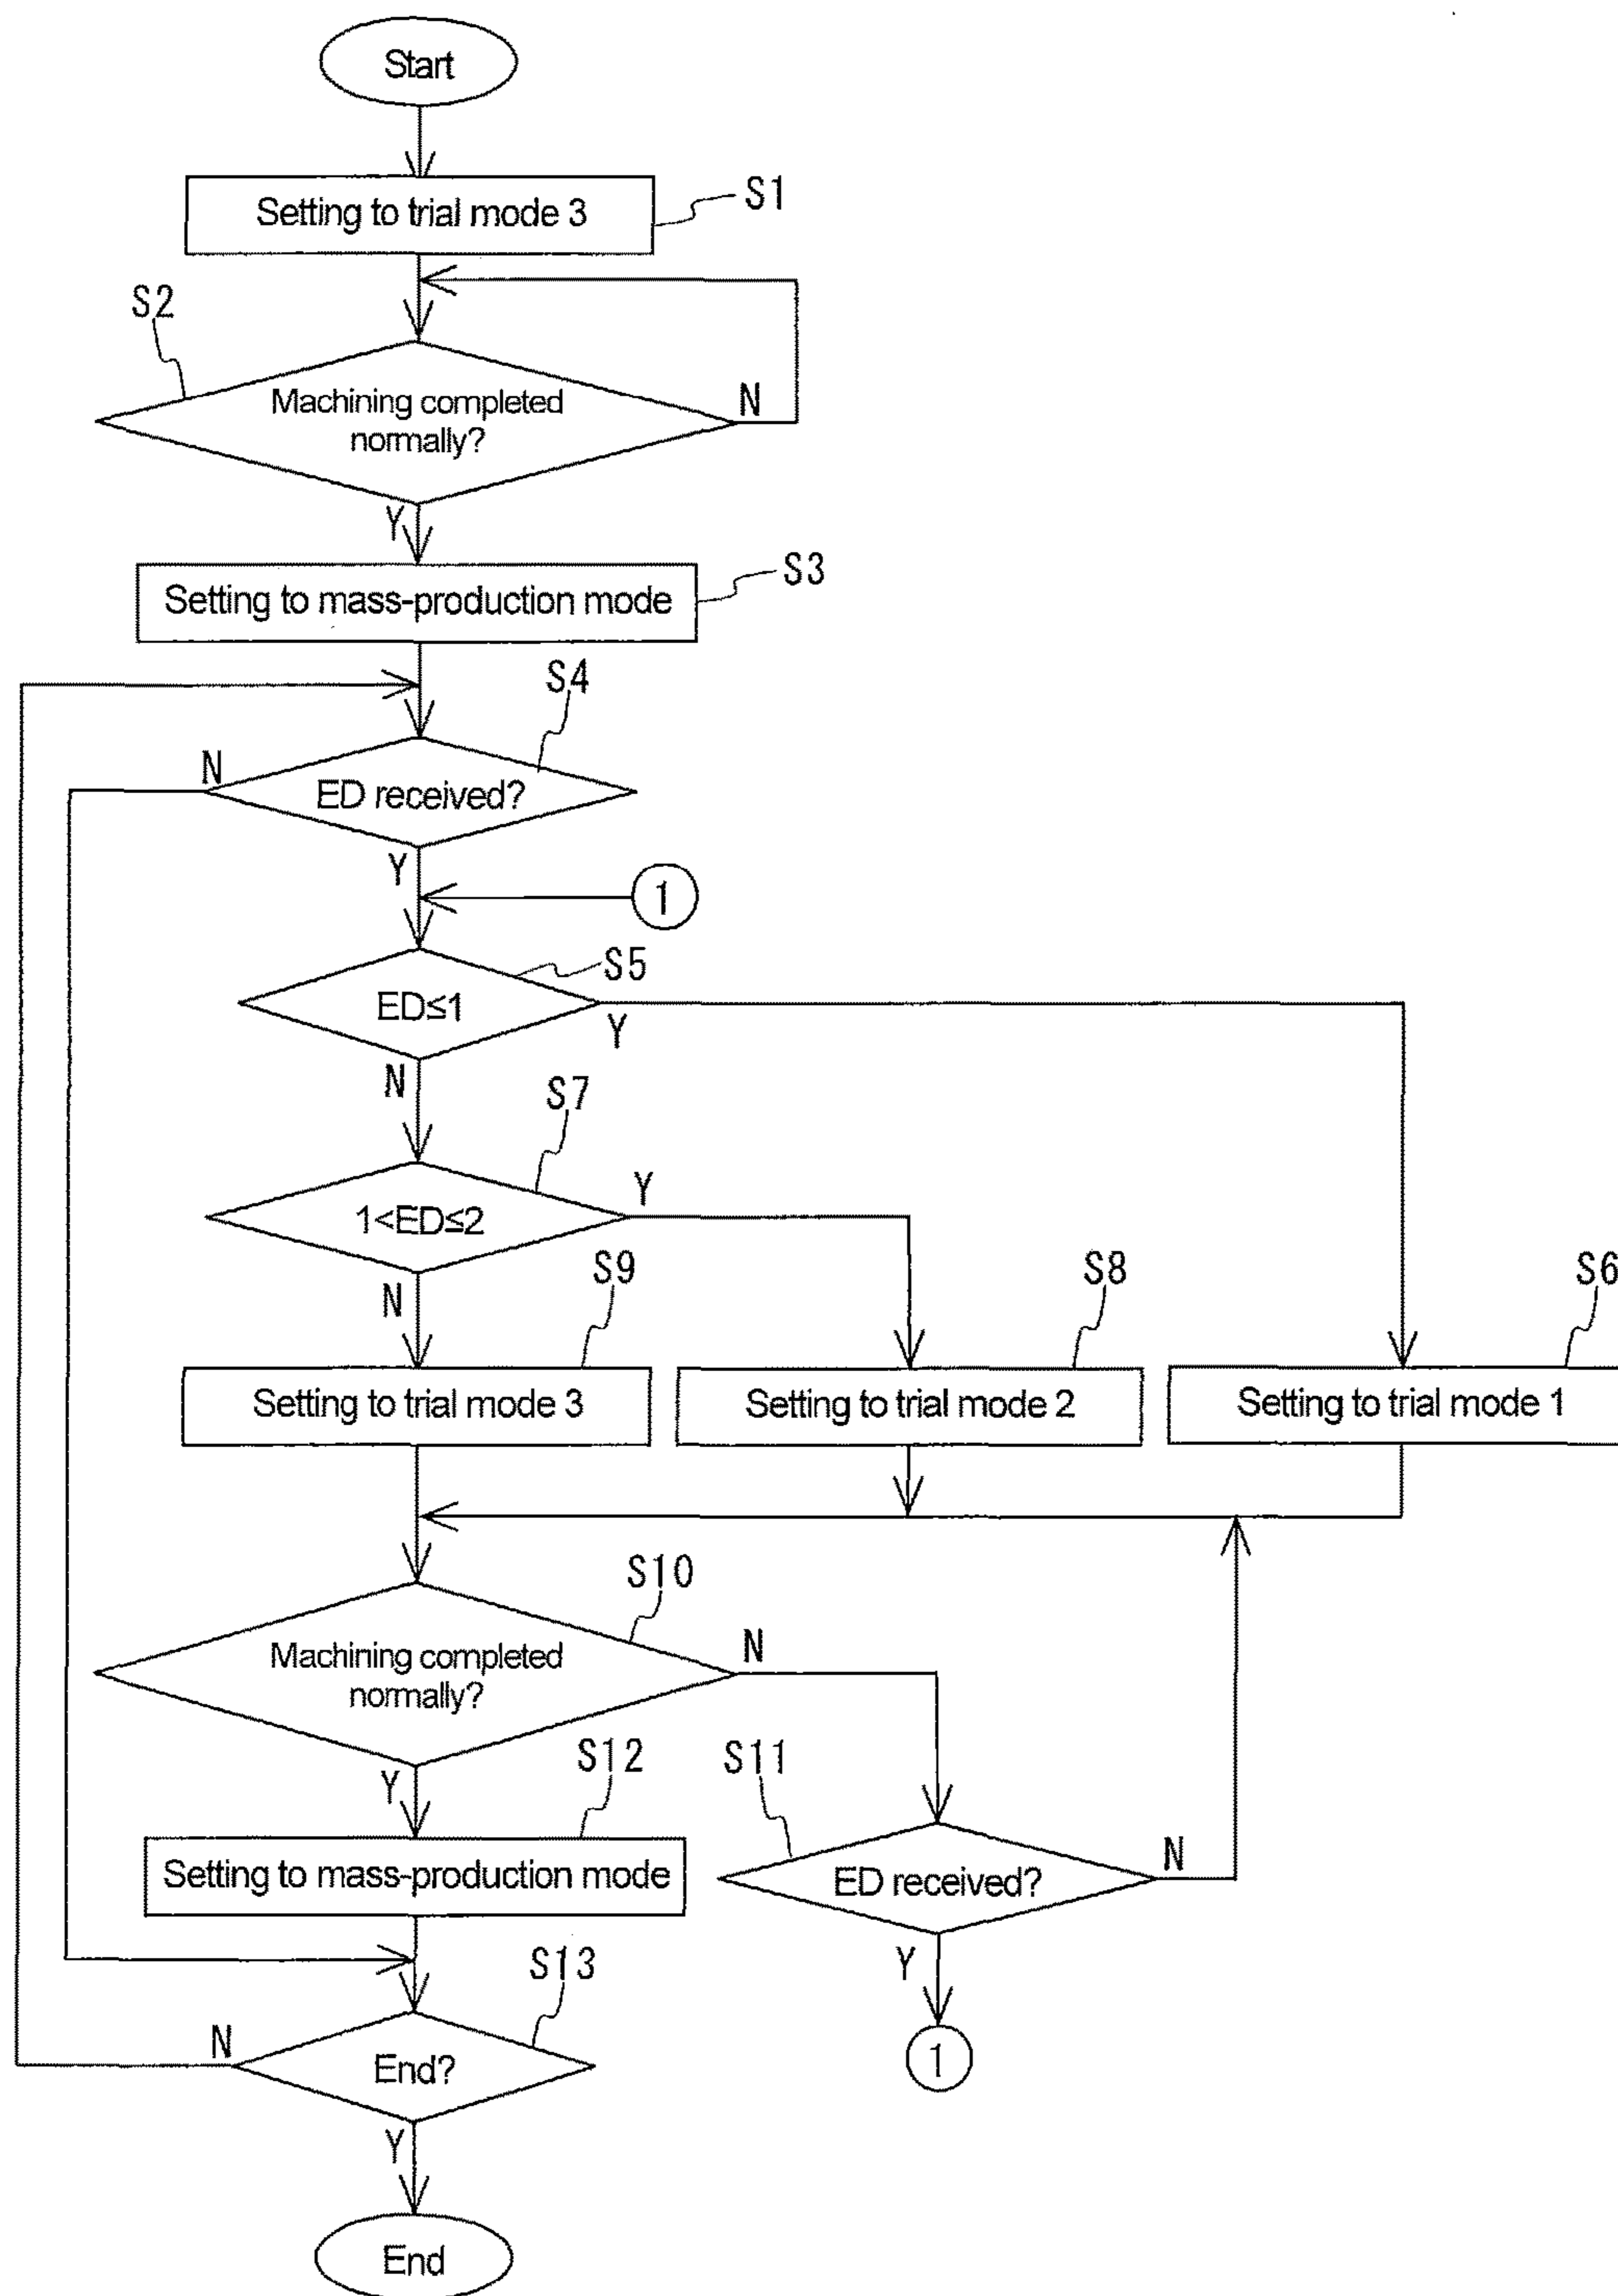 Start
Setting to trial mode 3
S1
S2
Machining completed
normally?
N
Y
Setting to mass-production mode
S3
S4
N
ED received?
Y
1
S5
ED≤1
Y
N
S7
Y
1<ED≤2
N
S9
S8
S6
Setting to trial mode 3
Setting to trial mode 2
Setting to trial mode 1
S10
Machining completed
normally?
N
Y
S12
S11
Setting to mass-production mode
ED received?
N
Y
S13
N
End?
1
Y
End